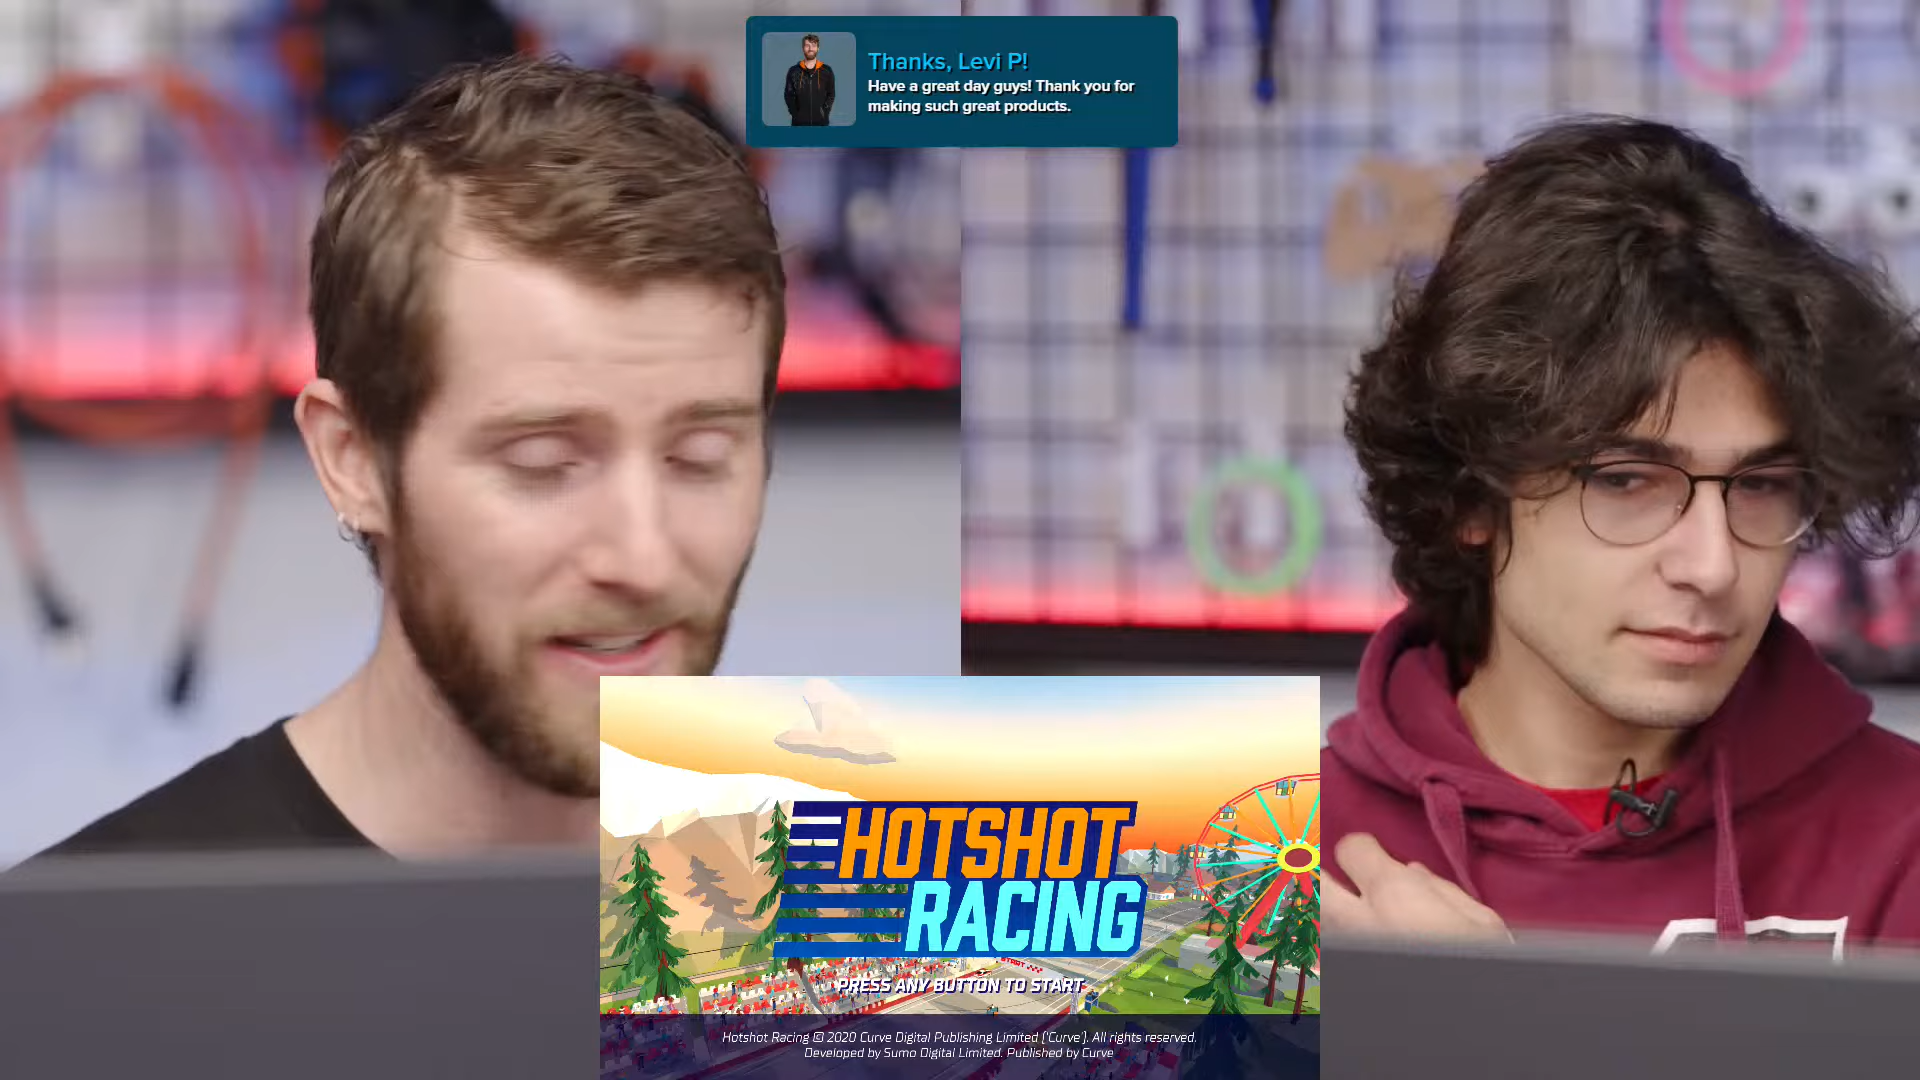 Thanks, Levi P!
Have a great day guys! Thank you for
making such great products.
HOTSHOT
RACING
START
PRESS ANY BUTTON TO START
Hotshot Racing © 2020 Curve Digital Publishing Limited ('Curve'). All rights reserved.
Developed by Sumo Digital Limited. Published by Curve